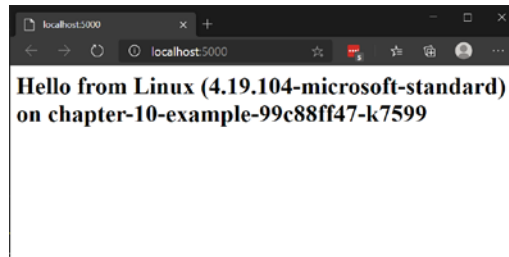 localhost:5000
localhost:5000
Hello from Linux (4.19.104-microsoft-standard)
on chapter-10-example-99c88ff47-k7599